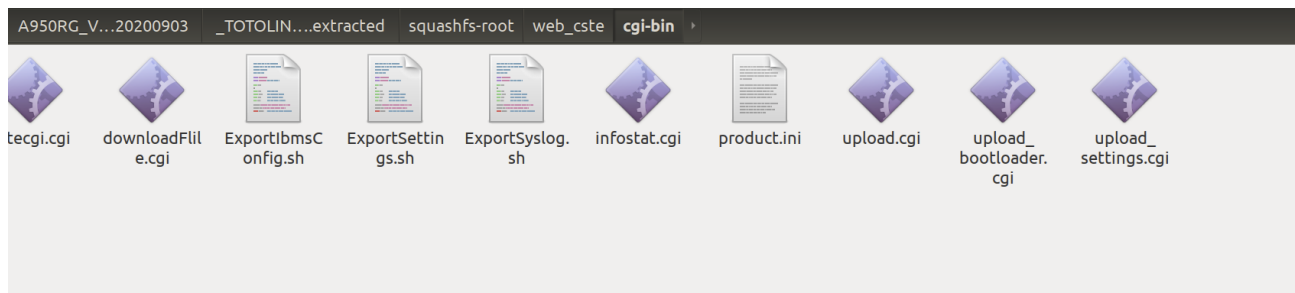 A950RG_V…20200903 _TOTOLIN….extracted squashfs-root web_cste cgi-bin
tecgi.cgi downloadFlil ExportIbmsC ExportSettin ExportSyslog. infostat.cgi product.ini upload.cgi upload_ upload_
e.cgi onfig.sh gs.sh sh bootloader. settings.cgi
cgi